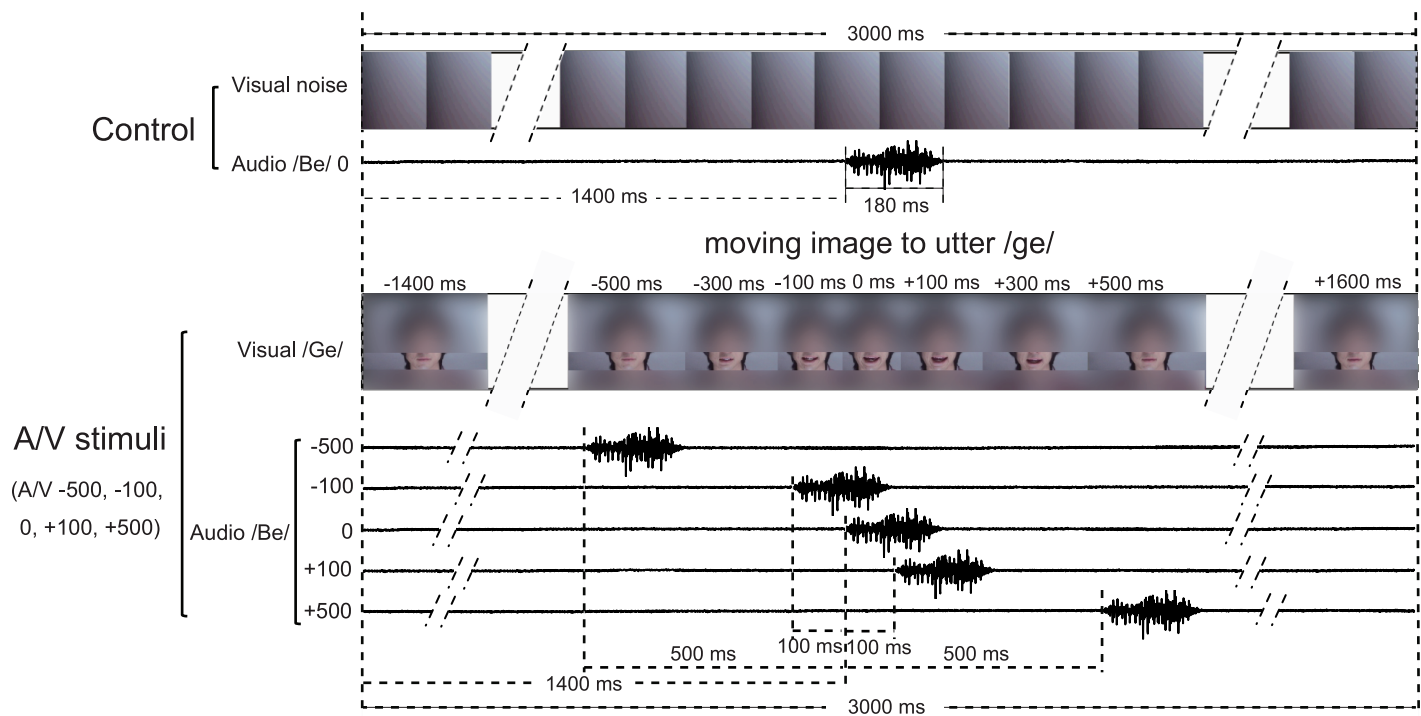 3000 ms
Visual noise
Control
Audio /Be/ 0
1400 ms
180 ms
moving image to utter /ge/
-1400 ms
-500 ms
-300 ms
-100 ms
0 ms
+100 ms
+300 ms
+500 ms
+1600 ms
Visual /Ge/
A/V stimuli
(A/V -500, -100,
0, +100, +500)
Audio /Be/
-500
-100
0
+100
+500
100 ms
100 ms
500 ms
500 ms
1400 ms
3000 ms